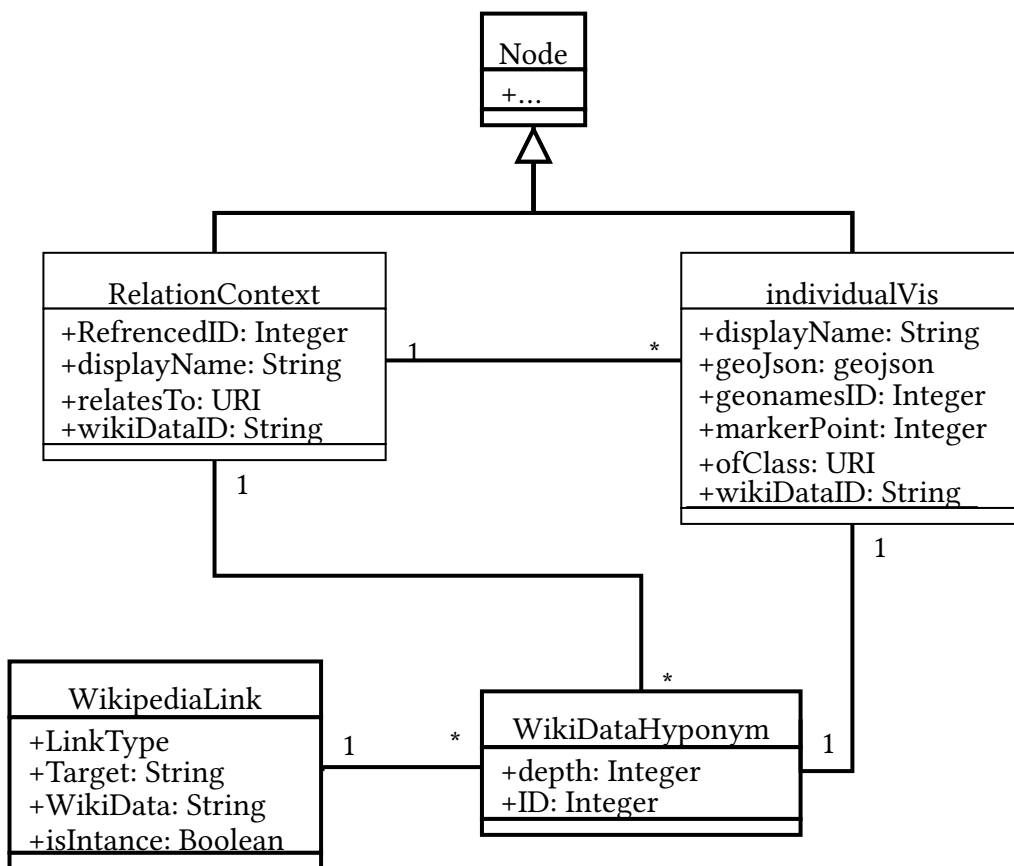 Node
+...
RelationContext
+RefrencedID: Integer
+displayName: String
+relatesTo: URI
+wikiDataID: String
1
*
individualVis
+displayName: String
+geoJson: geojson
+geonamesID: Integer
+markerPoint: Integer
+ofClass: URI
+wikiDataID: String
1
1
WikipediaLink
+LinkType
+Target: String
+WikiData: String
+isIntance: Boolean
1
*
*
WikiDataHyponym
+depth: Integer
+ID: Integer
1